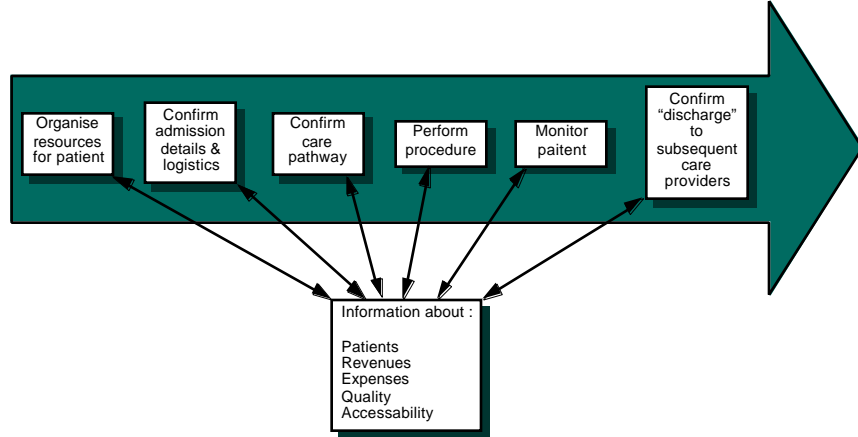 Organise
resources
for patient
Confirm
admission
details &
logistics
Confirm
care
pathway
Perform
procedure
Monitor
paitent
Confirm
“discharge”
to
subsequent
care
providers
Information about :
Patients
Revenues
Expenses
Quality
Accessability